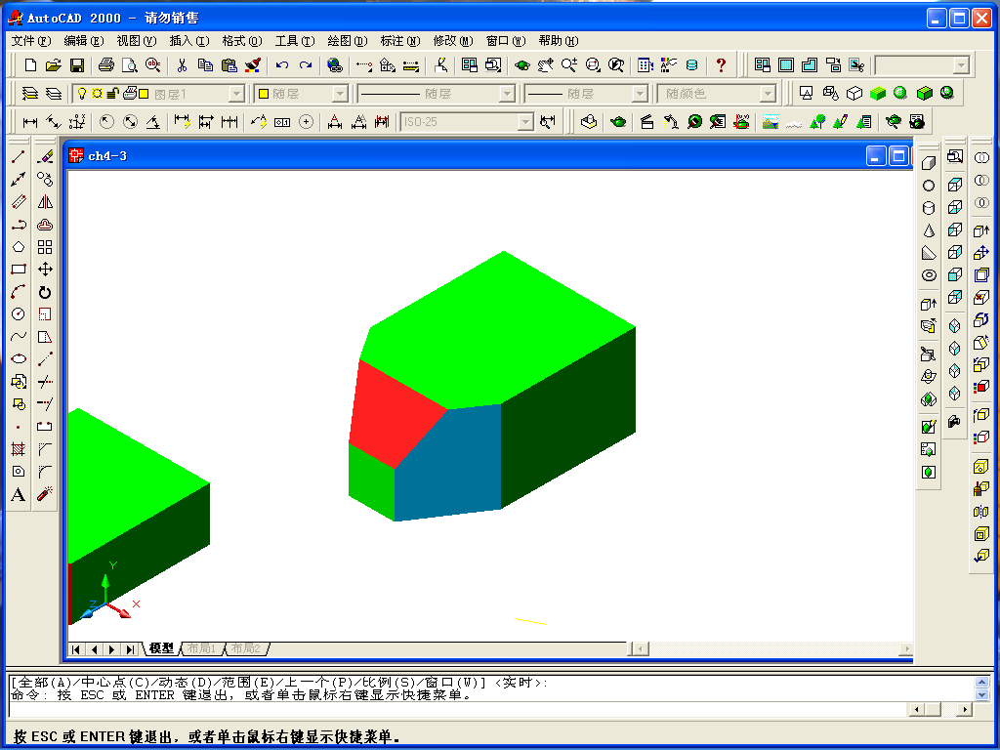 AutoCAD 2000 - 请勿销售
文件(F) 编辑(E) 视图(V) 插入(I) 格式(O) 工具(T) 绘图(D) 标注(N) 修改(M) 窗口(W) 帮助(H)
图层1 随层 随层 随层 随颜色
ISO-25
ch4-3
Y
Z X
模型 布局1 布局2
[全部(A)/中心点(C)/动态(D)/范围(E)/上一个(P)/比例(S)/窗口(W)] <实时>:
命令: 按 ESC 或 ENTER 键退出, 或者单击鼠标右键显示快捷菜单。
按 ESC 或 ENTER 键退出, 或者单击鼠标右键显示快捷菜单。